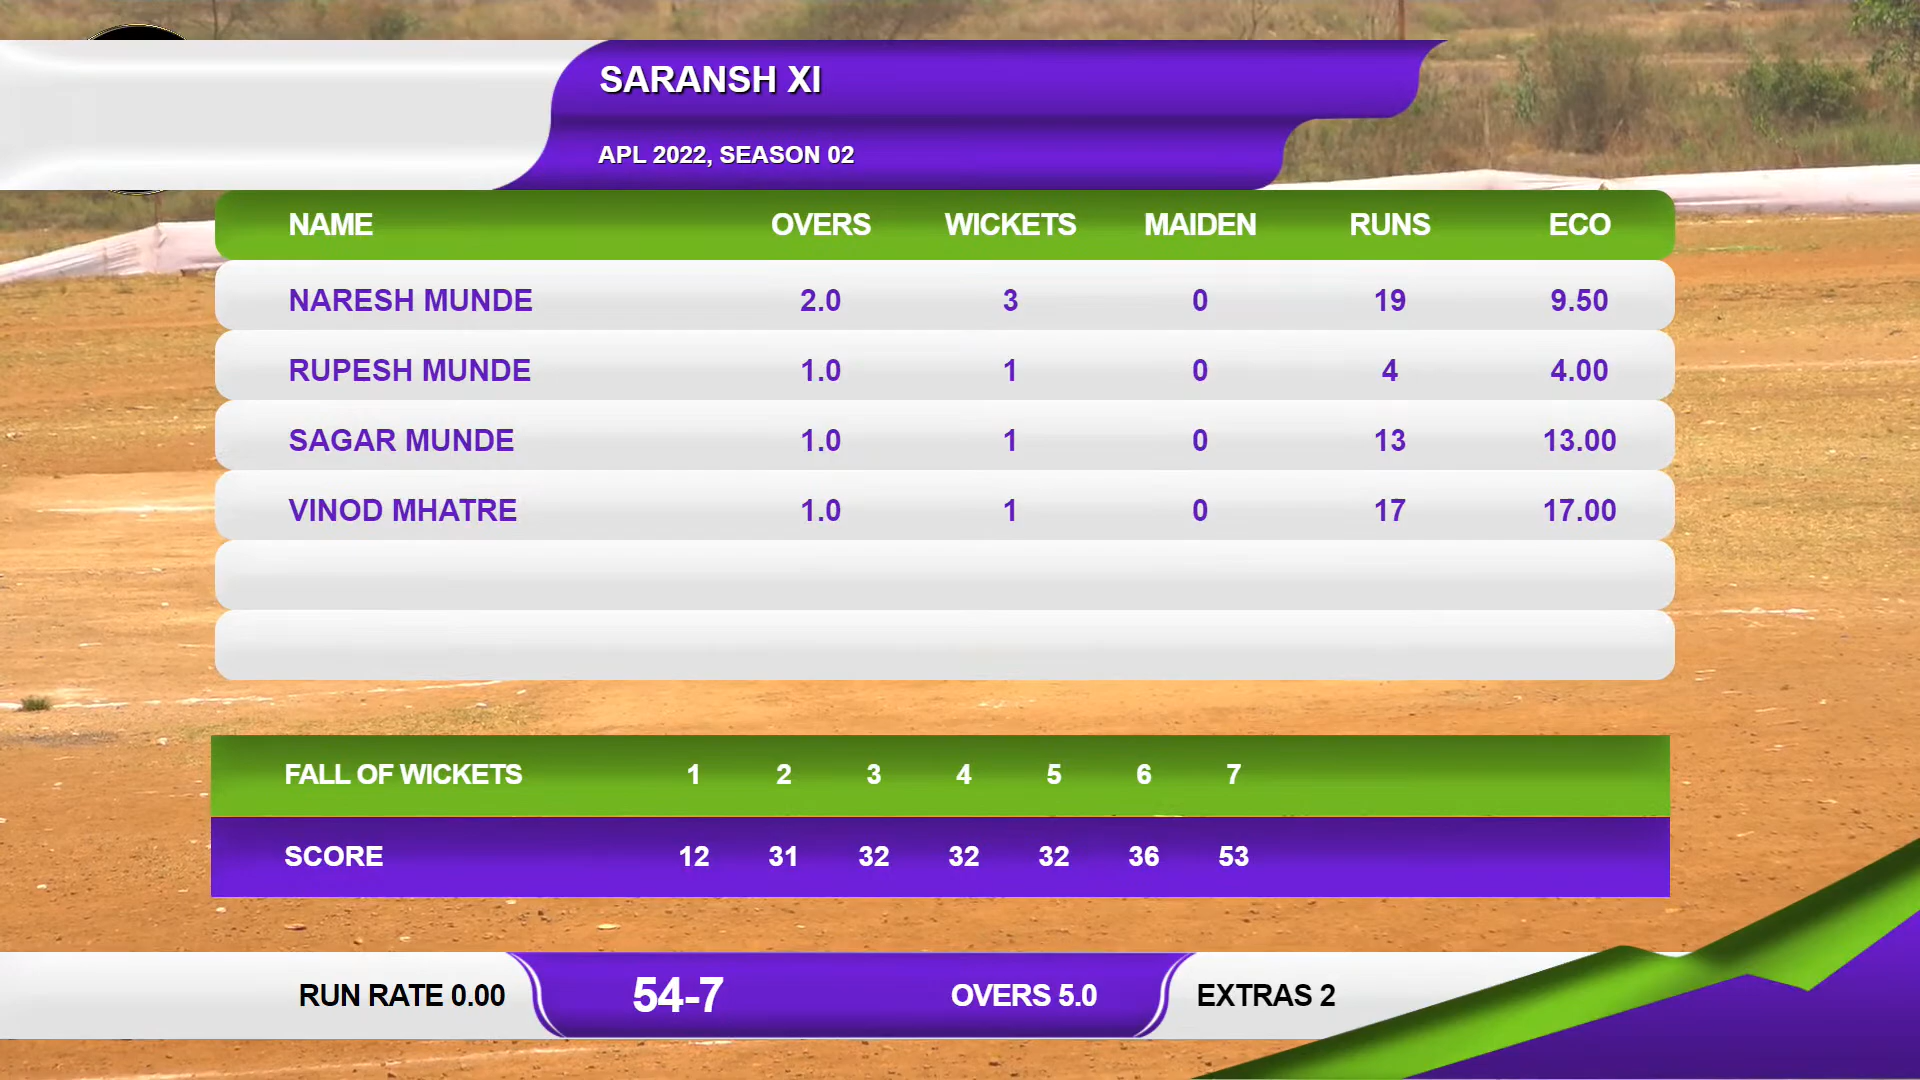 SARANSH XI
APL 2022, SEASON 02
NAME OVERS WICKETS MAIDEN RUNS ECO
NARESH MUNDE 2.0 3 0 19 9.50
RUPESH MUNDE 1.0 1 0 4 4.00
SAGAR MUNDE 1.0 1 0 13 13.00
VINOD MHATRE 1.0 1 0 17 17.00
FALL OF WICKETS 1 2 3 4 5 6 7
SCORE 12 31 32 32 32 36 53
RUN RATE 0.00 54-7 OVERS 5.0 EXTRAS 2